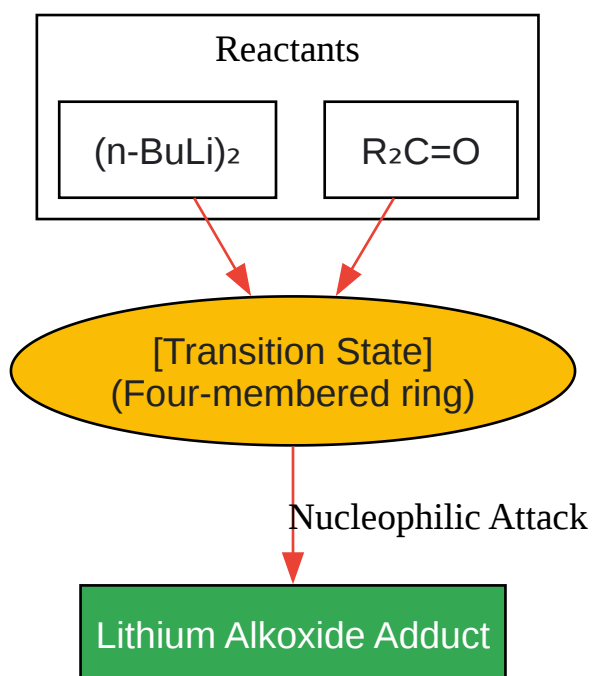 Reactants
(n-BuLi)₂
R₂C=O
[Transition State]
(Four-membered ring)
Nucleophilic Attack
Lithium Alkoxide Adduct